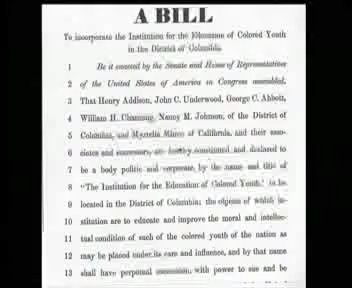 A BILL
To incorporate the Institution for the Education of Colored Youth
in the District of Columbia.
1 Be it enacted by the Senate and House of Representatives
2 of the United States of America in Congress assembled,
3 That Henry Addison, John C. Underwood, George C. Abbott,
4 William H. Channing, Nancy M. Johnson, of the District of
5 Columbia, and Myrtilla Miner of California, and their asso-
6 ciates and successors, are hereby constituted and declared to
7 be a body politic and corporate, by the name and title of
8 "The Institution for the Education of Colored Youth," to be
9 located in the District of Columbia; the objects of which in-
10 stitution are to educate and improve the moral and intellec-
11 tual condition of such of the colored youth of the nation as
12 may be placed under its care and influence, and by that name
13 shall have perpetual succession, with power to sue and be